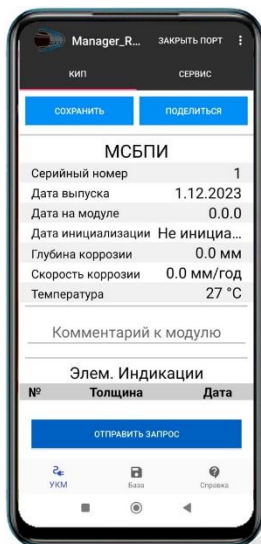 Manager_R... ЗАКРЫТЬ ПОРТ
КИП СЕРВИС
СОХРАНИТЬ ПОДЕЛИТЬСЯ
МСБПИ
Серийный номер 1
Дата выпуска 1.12.2023
Дата на модуле 0.0.0
Дата инициализации Не инициа...
Глубина коррозии 0.0 мм
Скорость коррозии 0.0 мм/год
Температура 27 °C
Комментарий к модулю
Элем. Индикации
№ Толщина Дата
ОТПРАВИТЬ ЗАПРОС
УКМ База Справка